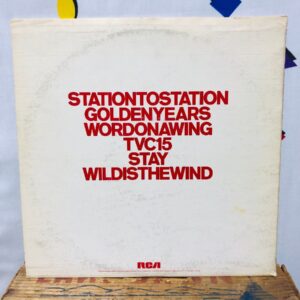 STATIONTOSTATION
GOLDENYEARS
WORDONAWING
TVC15
STAY
WILDISTHEWIND
RCA